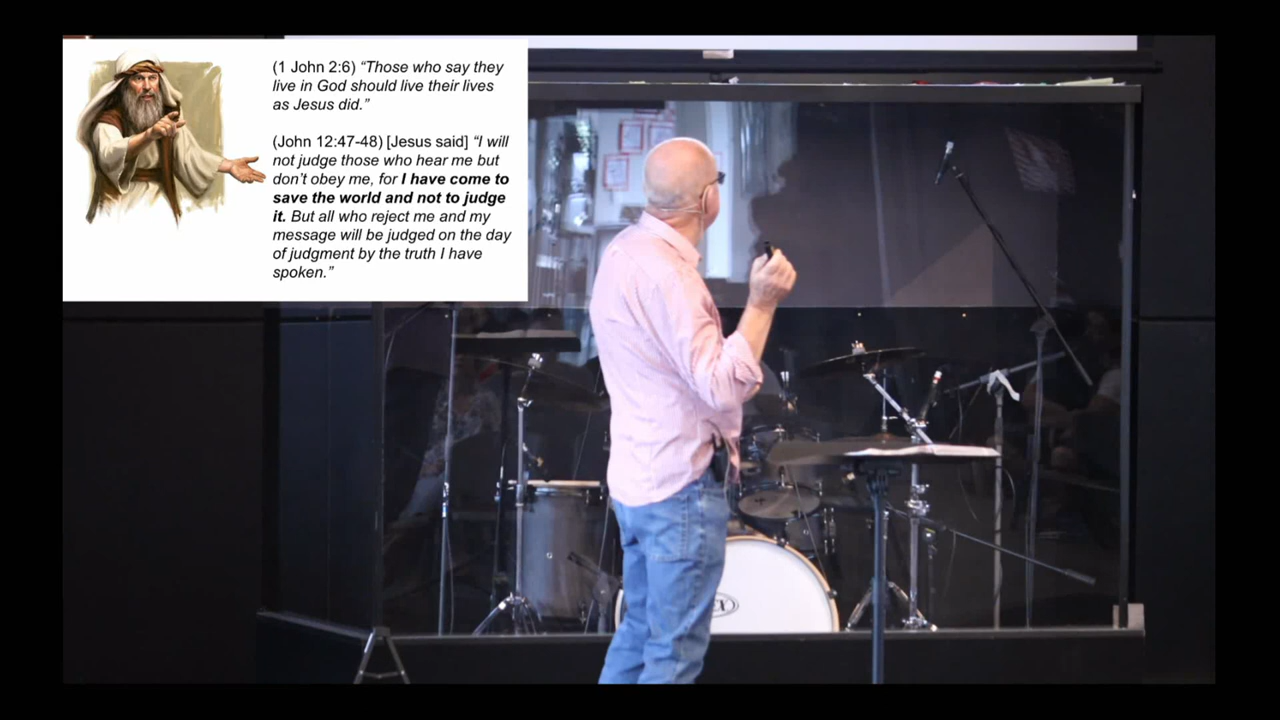 (1 John 2:6) “Those who say they
live in God should live their lives
as Jesus did.”
(John 12:47-48) [Jesus said] “I will
not judge those who hear me but
don’t obey me, for I have come to
save the world and not to judge
it. But all who reject me and my
message will be judged on the day
of judgment by the truth I have
spoken.”